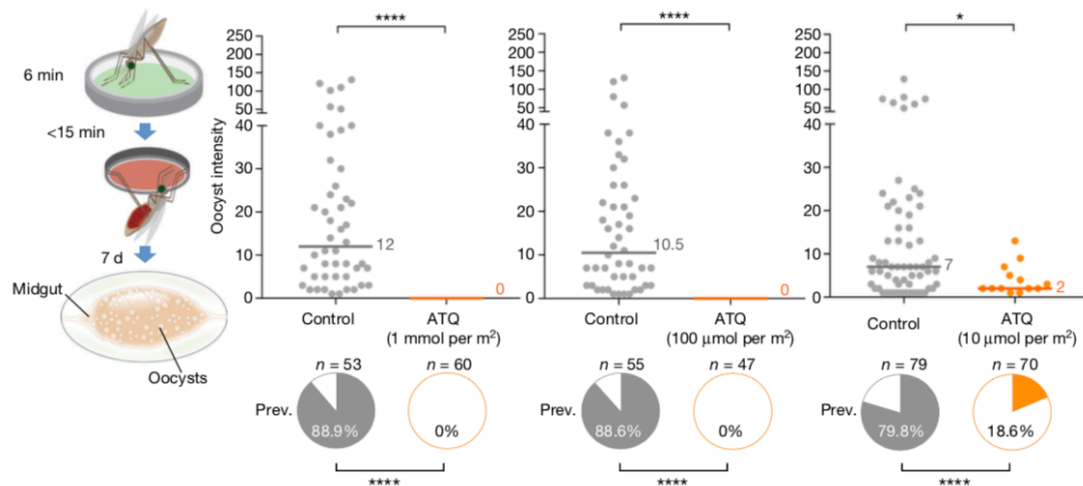 6 min
<15 min
7 d
Midgut
Oocysts
Oocyst intensity
****
250
200
150
100
50
40
30
20
10
0
12
0
Control
ATQ
(1 mmol per m²)
n = 53
n = 60
Prev.
88.9%
0%
****
****
250
200
150
100
50
40
30
20
10
0
10.5
0
Control
ATQ
(100 µmol per m²)
n = 55
n = 47
Prev.
88.6%
0%
****
*
250
200
150
100
50
40
30
20
10
0
7
2
Control
ATQ
(10 µmol per m²)
n = 79
n = 70
Prev.
79.8%
18.6%
****